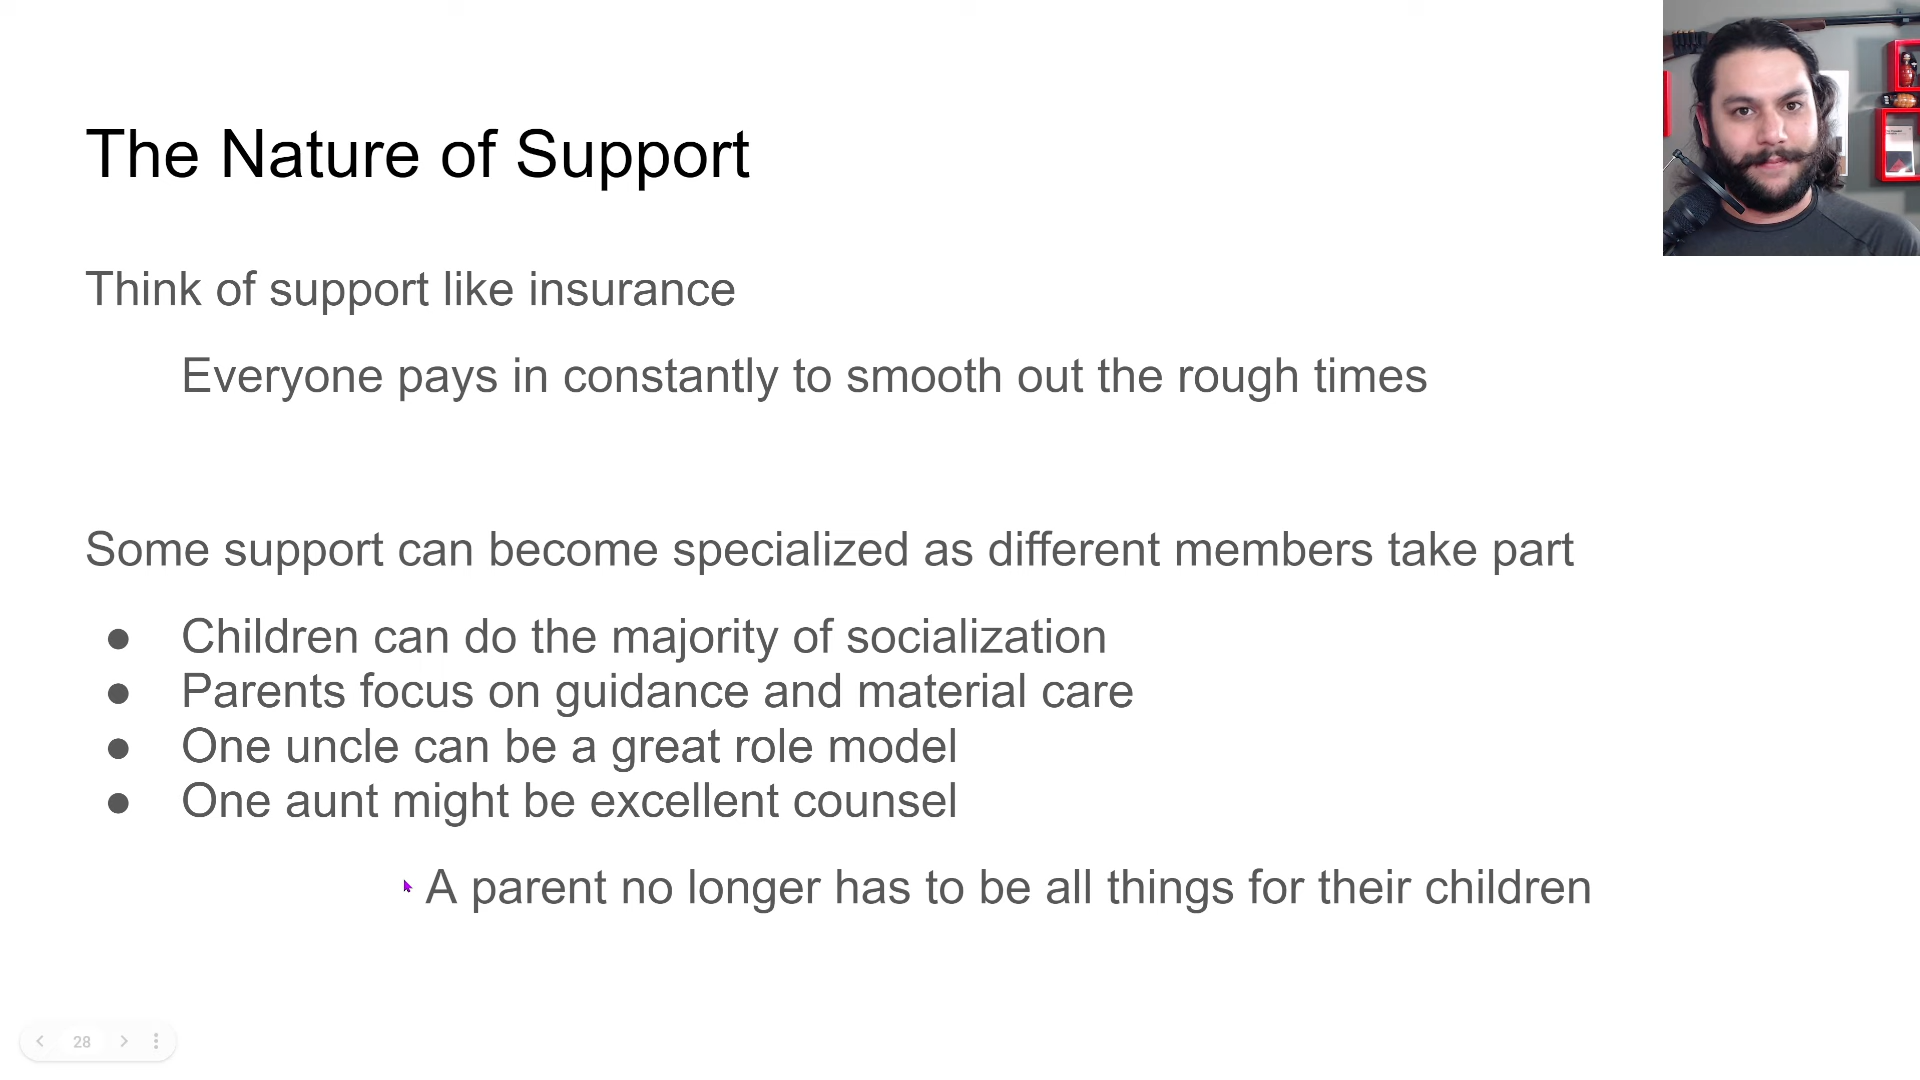 The Nature of Support
Think of support like insurance
Everyone pays in constantly to smooth out the rough times
Some support can become specialized as different members take part
● Children can do the majority of socialization
● Parents focus on guidance and material care
● One uncle can be a great role model
● One aunt might be excellent counsel
A parent no longer has to be all things for their children
28